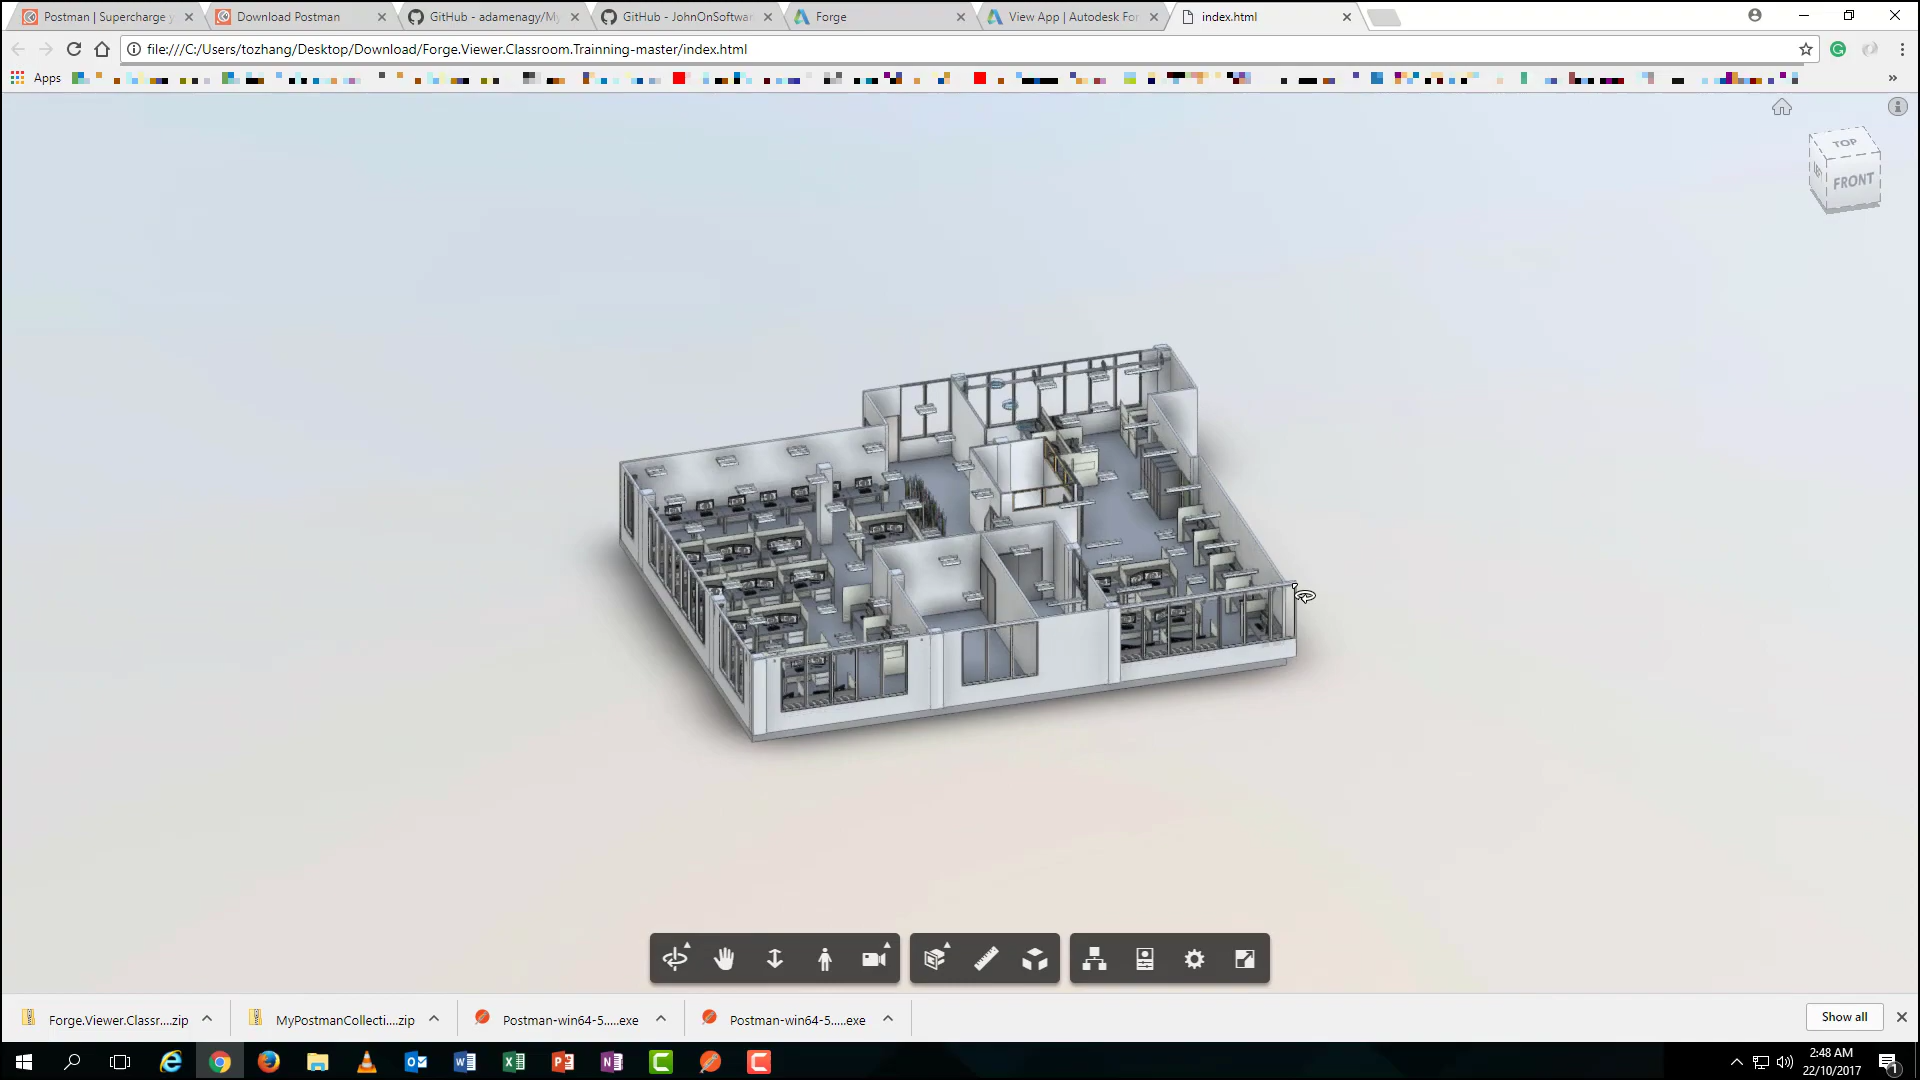 Postman | Supercharge y
Download Postman
GitHub - adamenagy/My
GitHub - JohnOnSoftwar
Forge
View App | Autodesk For
index.html
file:///C:/Users/tozhang/Desktop/Download/Forge.Viewer.Classroom.Trainning-master/index.html
Apps
TOP
FRONT
Forge.Viewer.Classr....zip
MyPostmanCollecti....zip
Postman-win64-5.....exe
Postman-win64-5.....exe
Show all
2:48 AM
22/10/2017